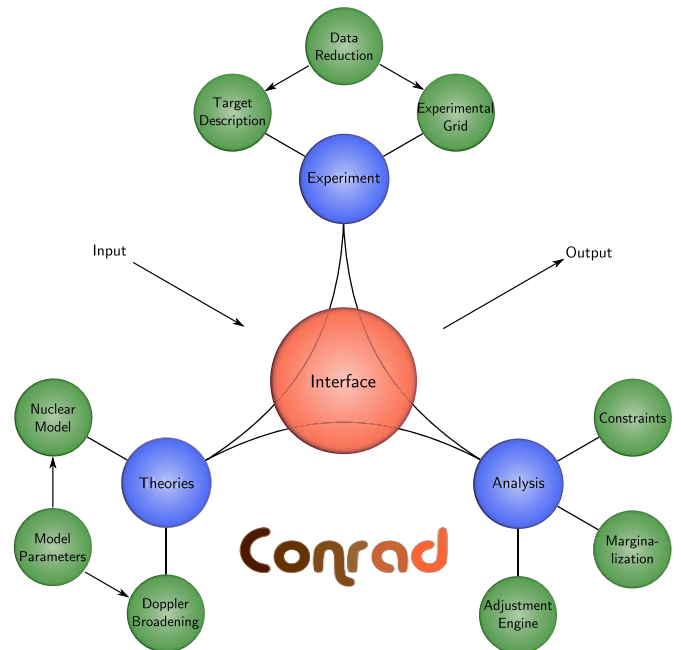 Data
Reduction
Target
Description
Experimental
Grid
Experiment
Input
Output
Interface
Nuclear
Model
Constraints
Theories
Analysis
Model
Parameters
Margina-
lization
Conrad
Doppler
Broadening
Adjustment
Engine